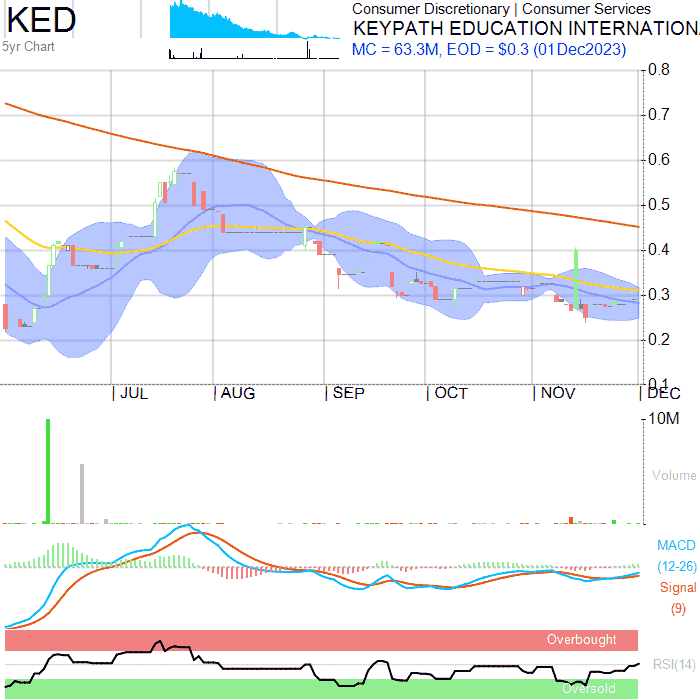 KED
5yr Chart
Consumer Discretionary | Consumer Services
KEYPATH EDUCATION INTERNATION
MC = 63.3M, EOD = $0.3 (01Dec2023)
0.8
0.7
0.6
0.5
0.4
0.3
0.2
0.1
JUL AUG SEP OCT NOV DEC
10M
Volume
MACD
(12-26)
Signal
(9)
Overbought
RSI(14)
Oversold